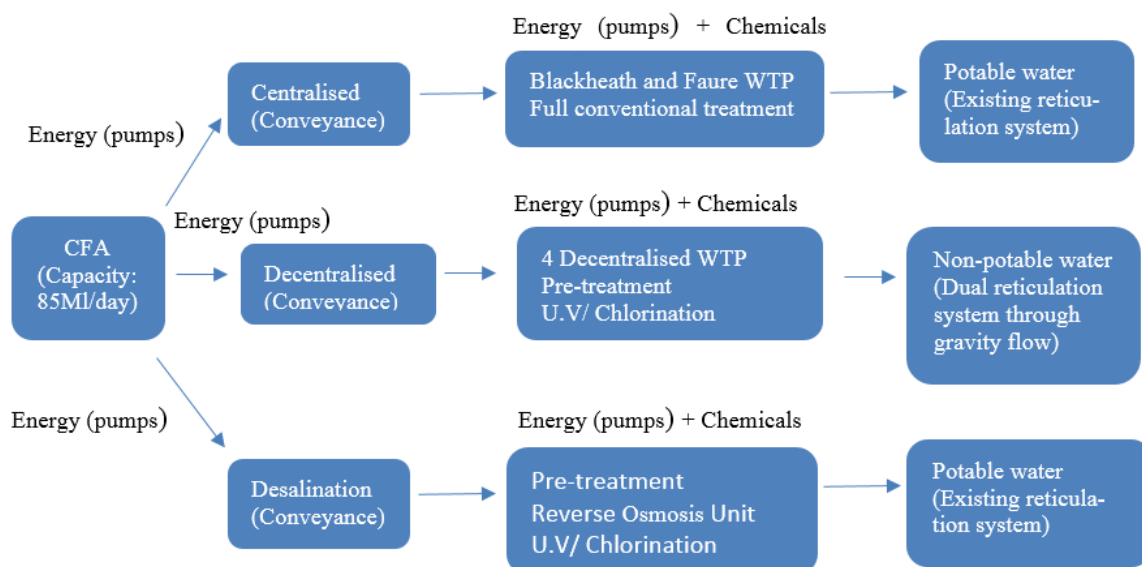 Energy (pumps) + Chemicals
Centralised
(Conveyance)
Blackheath and Faure WTP
Full conventional treatment
Potable water
(Existing reticu-
lation system)
Energy (pumps)
CFA
(Capacity:
85Ml/day)
Energy (pumps)
Decentralised
(Conveyance)
Energy (pumps) + Chemicals
4 Decentralised WTP
Pre-treatment
U.V/ Chlorination
Non-potable water
(Dual reticulation
system through
gravity flow)
Energy (pumps)
Desalination
(Conveyance)
Energy (pumps) + Chemicals
Pre-treatment
Reverse Osmosis Unit
U.V/ Chlorination
Potable water
(Existing reticula-
tion system)